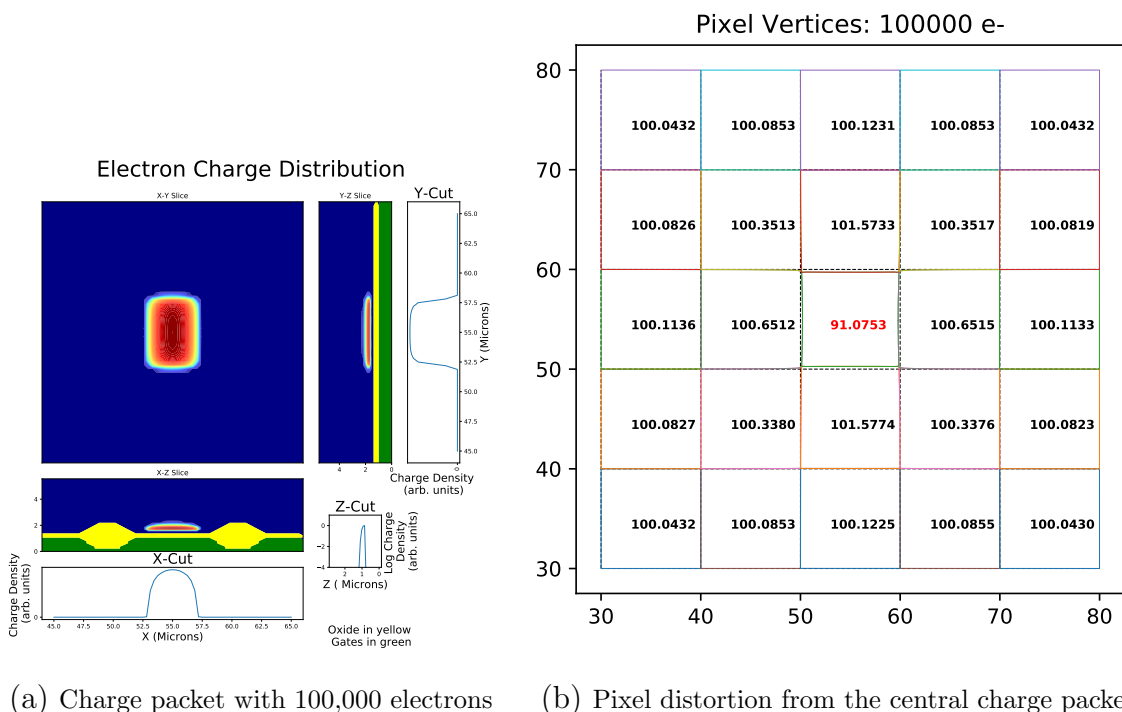 Electron Charge Distribution
X-Y Slice
Y-Z Slice
Y-Cut
65.0
62.5
60.0
57.5
55.0
52.5
50.0
47.5
45.0
Y (Microns)
4 2 0
0
Charge Density
(arb. units)
X-Z Slice
4
2
0
Z-Cut
0
−2
−4
2 1 0
Z ( Microns)
Log Charge
Density
(arb. units)
X-Cut
Charge Density
(arb. units)
0
45.0 47.5 50.0 52.5 55.0 57.5 60.0 62.5 65.0
X (Microns)
Oxide in yellow
Gates in green
(a) Charge packet with 100,000 electrons
Pixel Vertices: 100000 e-
80
70
60
50
40
30
100.0432 100.0853 100.1231 100.0853 100.0432
100.0826 100.3513 101.5733 100.3517 100.0819
100.1136 100.6512 91.0753 100.6515 100.1133
100.0827 100.3380 101.5774 100.3376 100.0823
100.0432 100.0853 100.1225 100.0855 100.0430
30 40 50 60 70 80
(b) Pixel distortion from the central charge packe